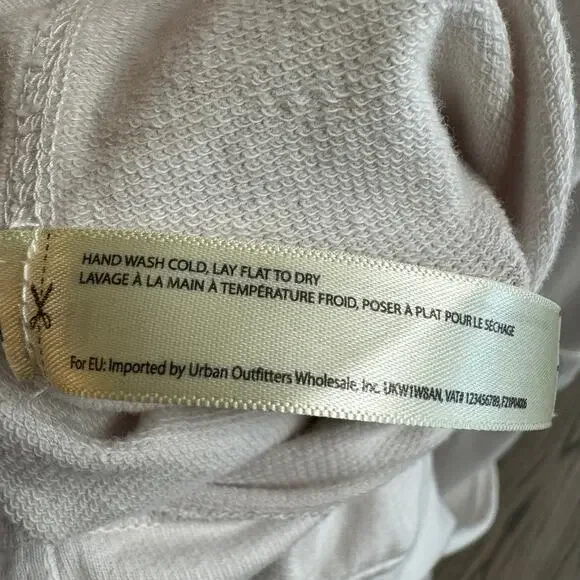 HAND WASH COLD, LAY FLAT TO DRY
LAVAGE À LA MAIN À TEMPÉRATURE FROID, POSER À PLAT POUR LE SÉCHAGE
For EU: Imported by Urban Outfitters Wholesale, Inc. UKW1W8AN, VAT# 123456789, F21P04006